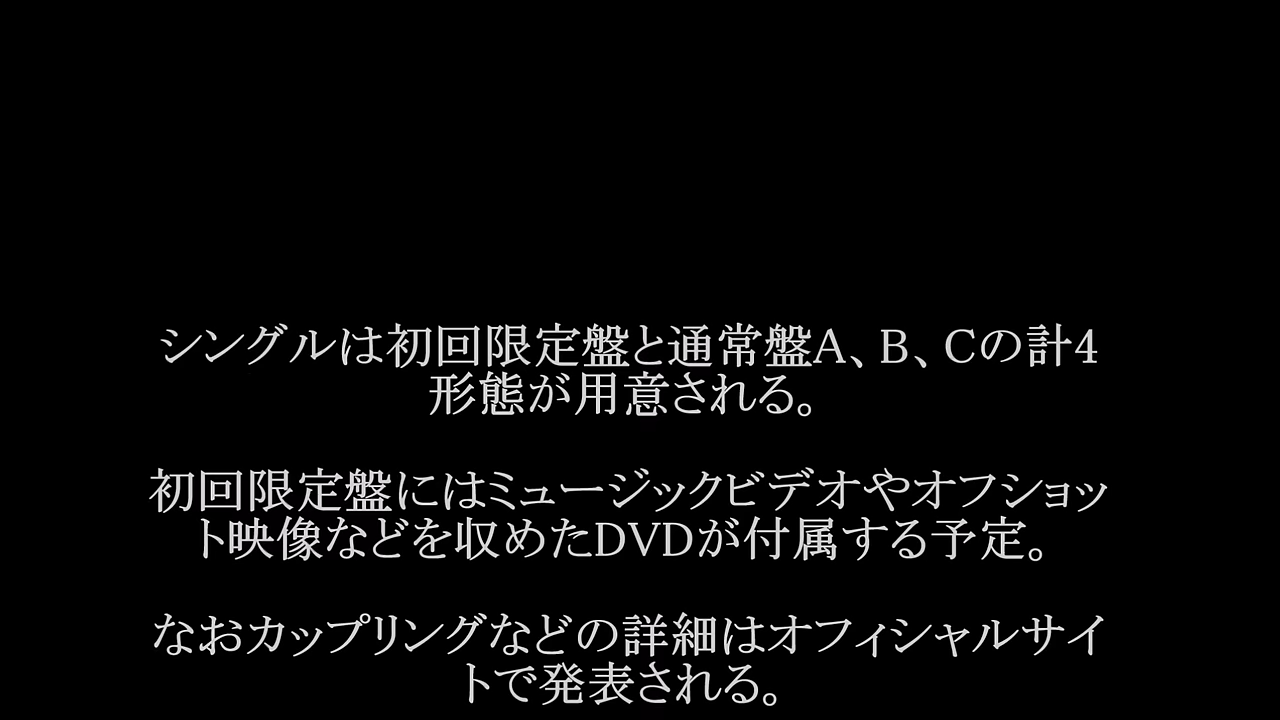 シングルは初回限定盤と通常盤A、B、Cの計4
形態が用意される。
初回限定盤にはミュージックビデオやオフショッ
ト映像などを収めたDVDが付属する予定。
なおカップリングなどの詳細はオフィシャルサイ
トで発表される。